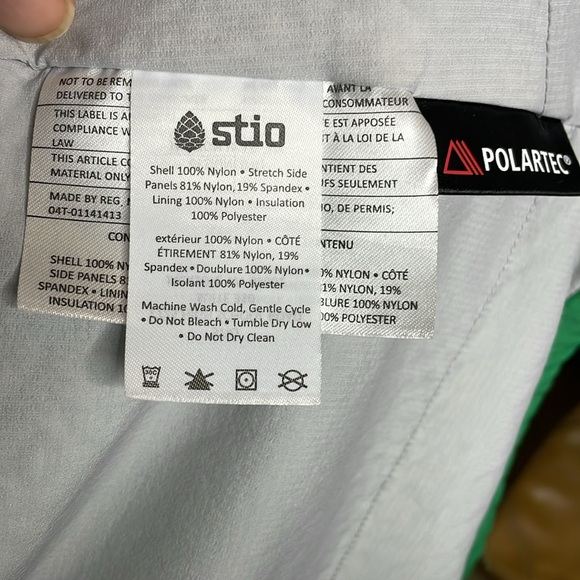 stio
Shell 100% Nylon • Stretch Side
Panels 81% Nylon, 19% Spandex •
Lining 100% Nylon • Insulation
100% Polyester
extérieur 100% Nylon • CÔTÉ
ÉTIREMENT 81% Nylon, 19%
Spandex • Doublure 100% Nylon•
Isolant 100% Polyester
Machine Wash Cold, Gentle Cycle
• Do Not Bleach • Tumble Dry Low
• Do Not Dry Clean
30C
NOT TO BE REM
DELIVERED TO
THIS LABEL IS
COMPLIANCE W
LAW
THIS ARTICLE
MATERIAL ONLY
MADE BY REG.
04T-01141413
CON
SHELL 100% NY
SIDE PANELS 8
SPANDEX • LININ
INSULATION 10
AVANT LA
CONSOMMATEUR
E EST APPOSÉE
T À LA LOI DE LA
TIENT DES
FS SEULEMENT
O, DE PERMIS;
NTENU
% NYLON • CÔTÉ
1% NYLON, 19%
BLURE 100% NYLON
0% POLYESTER
POLARTEC®